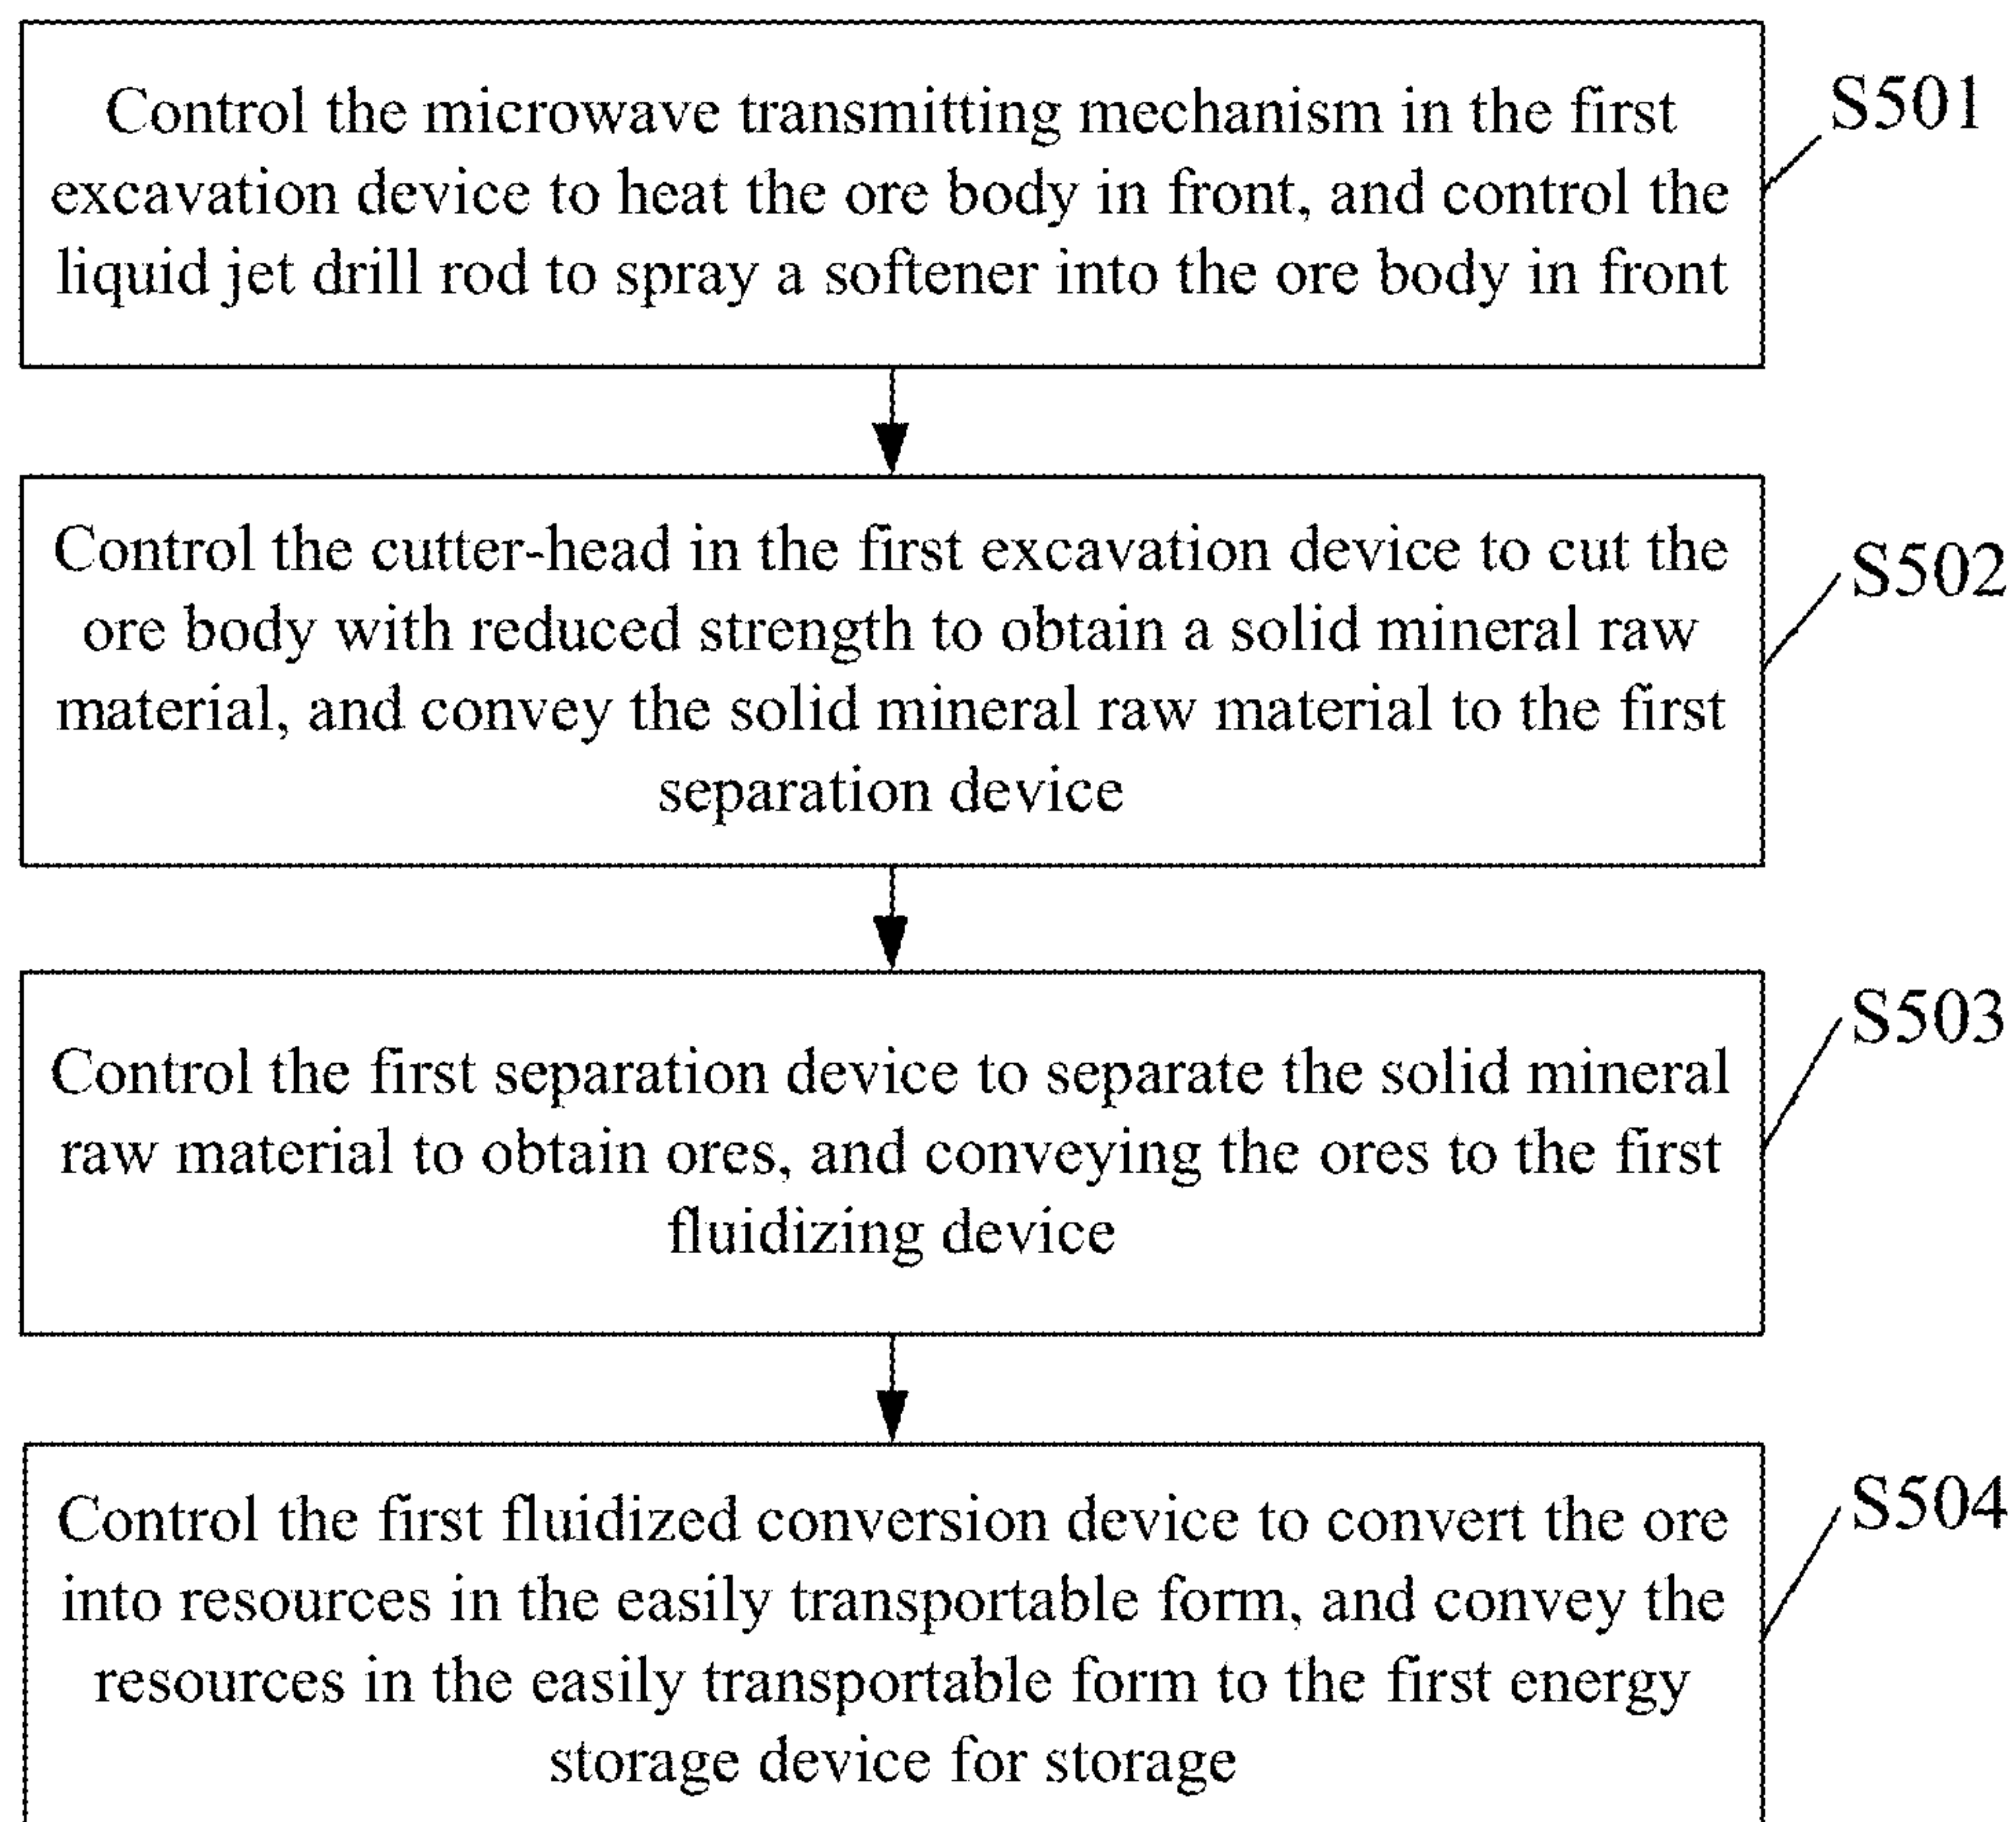 Control the microwave transmitting mechanism in the first
excavation device to heat the ore body in front, and control the
liquid jet drill rod to spray a softener into the ore body in front
S501
Control the cutter-head in the first excavation device to cut the
ore body with reduced strength to obtain a solid mineral raw
material, and convey the solid mineral raw material to the first
separation device
S502
Control the first separation device to separate the solid mineral
raw material to obtain ores, and conveying the ores to the first
fluidizing device
S503
Control the first fluidized conversion device to convert the ore
into resources in the easily transportable form, and convey the
resources in the easily transportable form to the first energy
storage device for storage
S504